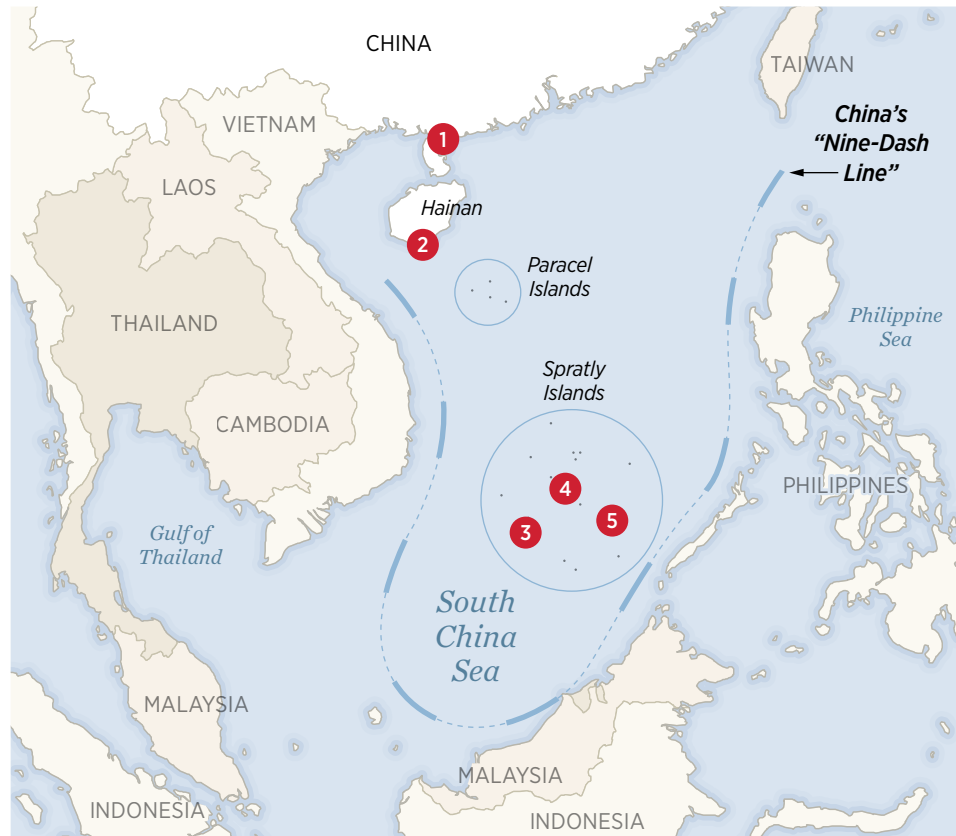 CHINA
TAIWAN
China's
"Nine-Dash
Line"
VIETNAM
1
LAOS
Hainan
2
Paracel
Islands
THAILAND
Philippine
Sea
Spratly
Islands
CAMBODIA
4
PHILIPPINES
5
3
Gulf of
Thailand
South
China
Sea
MALAYSIA
MALAYSIA
INDONESIA
INDONESIA